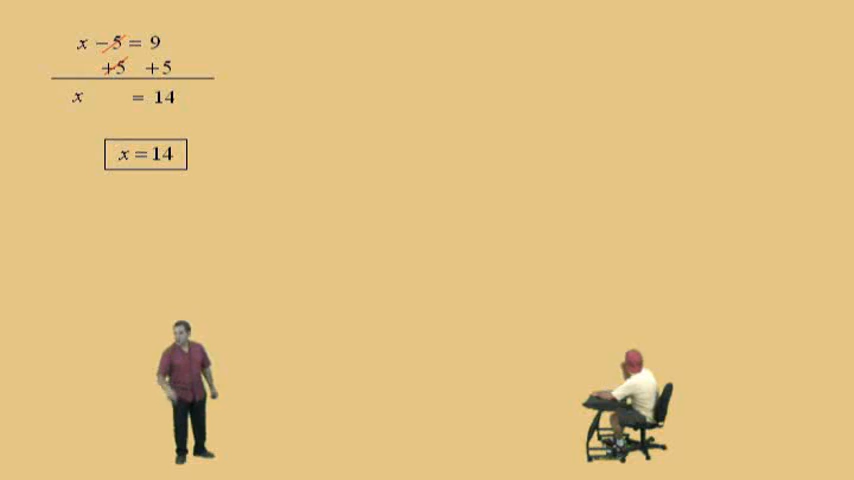 x − 5 = 9
+5 +5
x = 14
x = 14